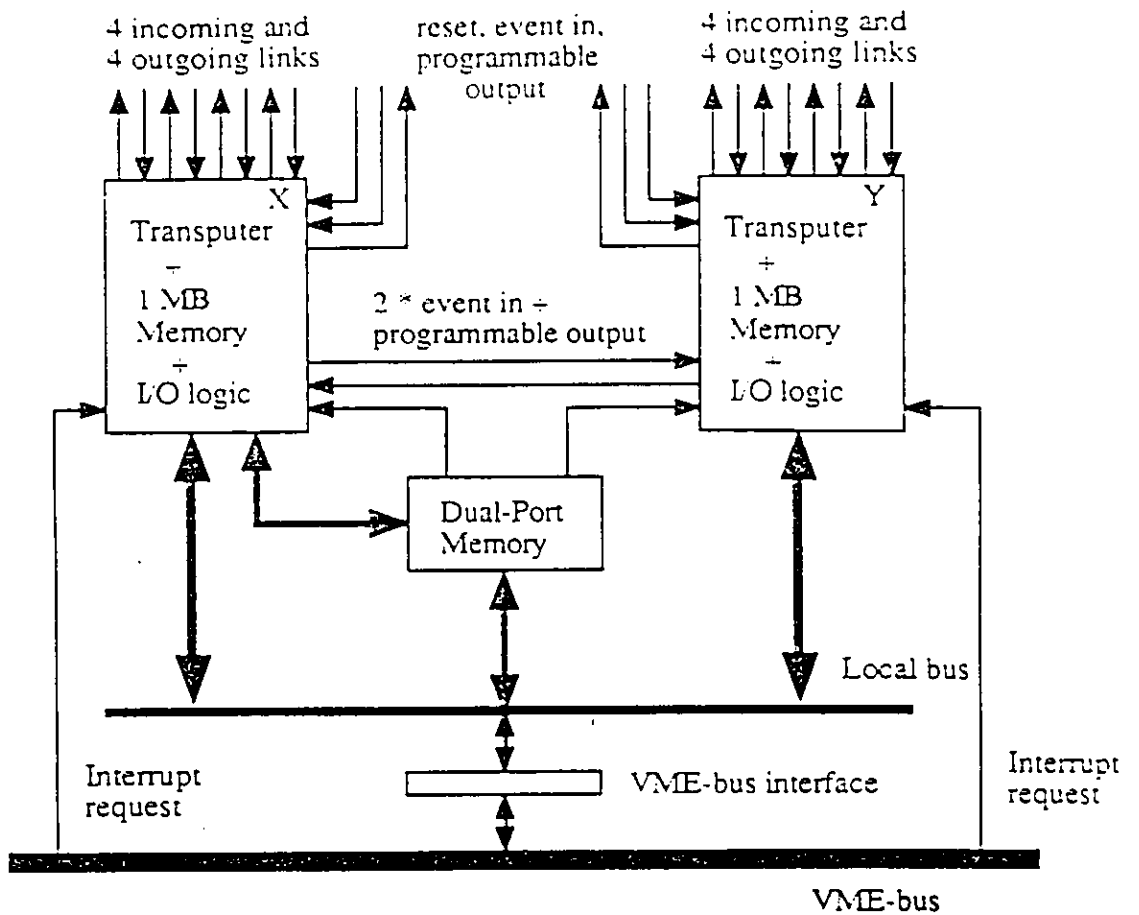 4 incoming and
4 outgoing links
reset, event in,
programmable
output
4 incoming and
4 outgoing links
X
Transputer
+
1 MB
Memory
+
I/O logic
2 * event in +
programmable output
Y
Transputer
+
1 MB
Memory
+
I/O logic
Dual-Port
Memory
Local bus
Interrupt
request
VME-bus interface
Interrupt
request
VME-bus